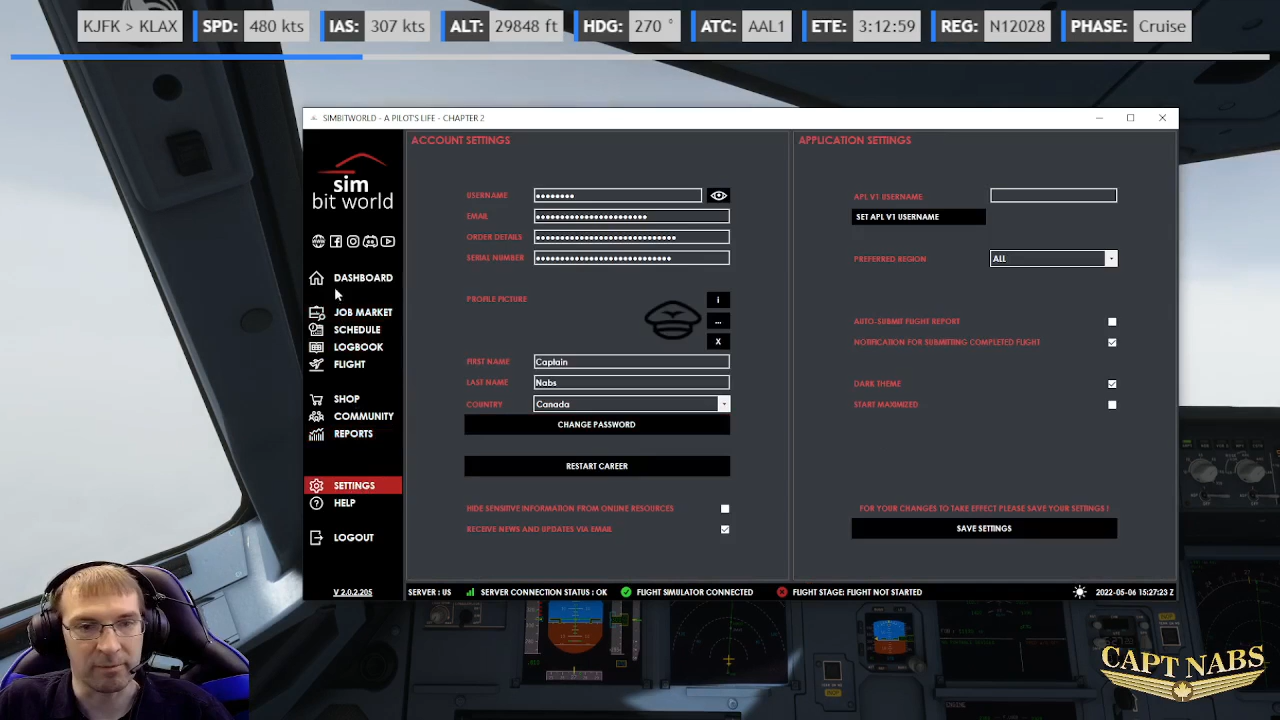 KJFK > KLAX SPD: 480 kts IAS: 307 kts ALT: 29848 ft HDG: 270 ° ATC: AAL1 ETE: 3:12:59 REG: N12028 PHASE: Cruise
SIMBITWORLD - A PILOT'S LIFE - CHAPTER 2
sim
bit world
DASHBOARD
JOB MARKET
SCHEDULE
LOGBOOK
FLIGHT
SHOP
COMMUNITY
REPORTS
SETTINGS
HELP
LOGOUT
V 2.0.2.205
ACCOUNT SETTINGS
USERNAME
EMAIL
ORDER DETAILS
SERIAL NUMBER
PROFILE PICTURE
i
...
X
FIRST NAME Captain
LAST NAME Nabs
COUNTRY Canada
CHANGE PASSWORD
RESTART CAREER
HIDE SENSITIVE INFORMATION FROM ONLINE RESOURCES
RECEIVE NEWS AND UPDATES VIA EMAIL
APPLICATION SETTINGS
APL V1 USERNAME
SET APL V1 USERNAME
PREFERRED REGION ALL
AUTO-SUBMIT FLIGHT REPORT
NOTIFICATION FOR SUBMITTING COMPLETED FLIGHT
DARK THEME
START MAXIMIZED
FOR YOUR CHANGES TO TAKE EFFECT PLEASE SAVE YOUR SETTINGS !
SAVE SETTINGS
SERVER : US SERVER CONNECTION STATUS : OK FLIGHT SIMULATOR CONNECTED FLIGHT STAGE: FLIGHT NOT STARTED 2022-05-06 15:27:23 Z
CAPT NABS